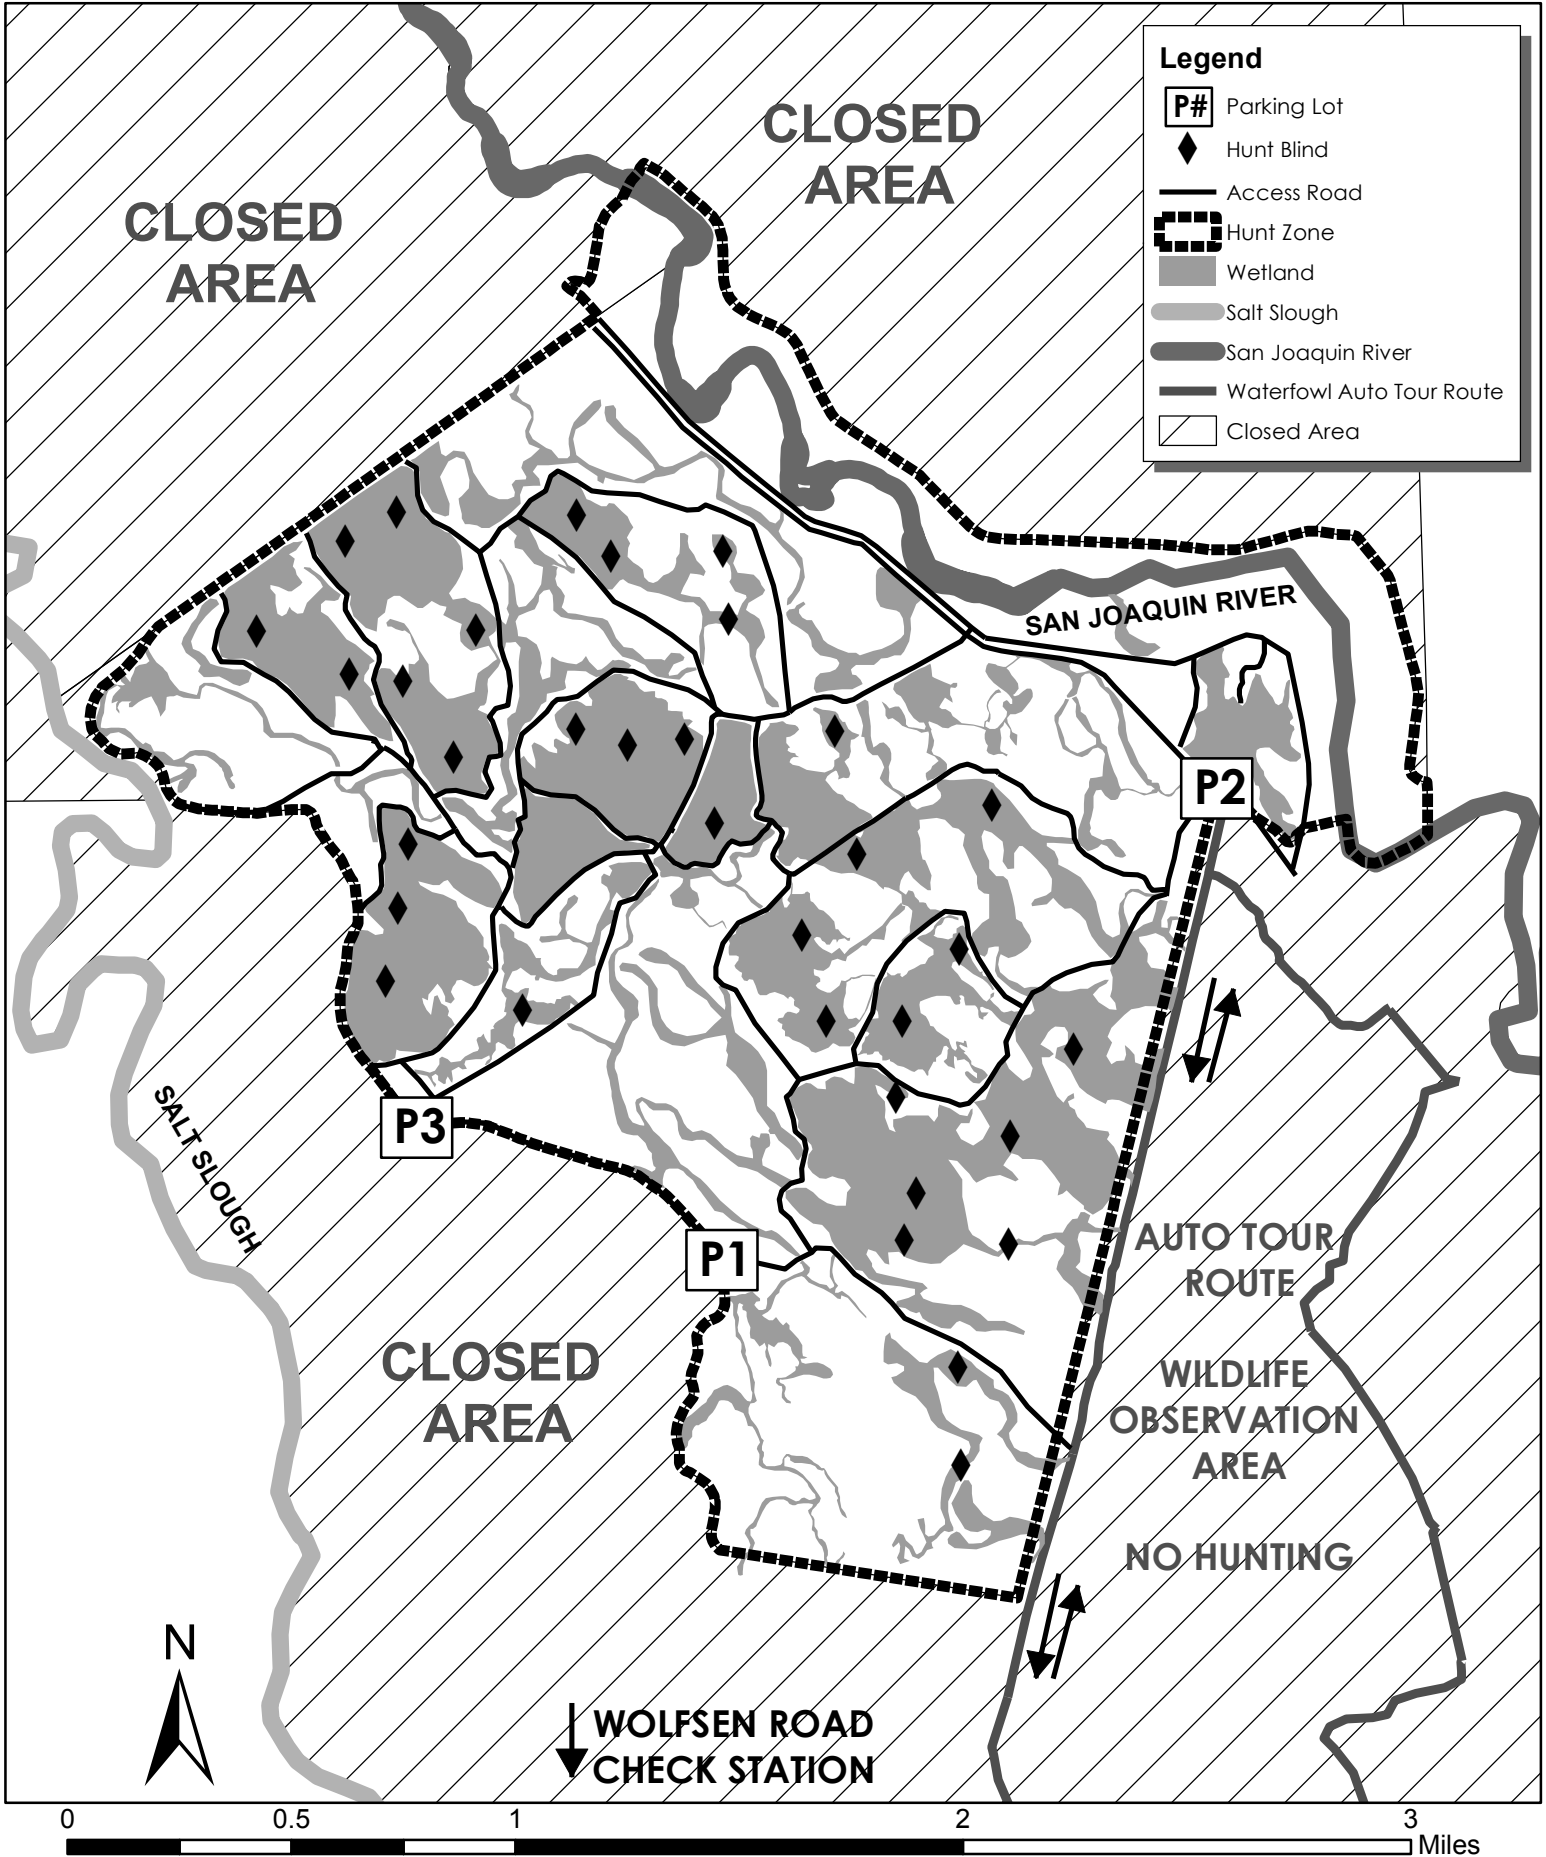 CLOSED
AREA
CLOSED
AREA
Legend
P# Parking Lot
Hunt Blind
Access Road
Hunt Zone
Wetland
Salt Slough
San Joaquin River
Waterfowl Auto Tour Route
Closed Area
SAN JOAQUIN RIVER
P2
P3
SALT SLOUGH
P1
AUTO TOUR
ROUTE
CLOSED
AREA
WILDLIFE
OBSERVATION
AREA
NO HUNTING
N
WOLFSEN ROAD
CHECK STATION
0 0.5 1 2 3
Miles